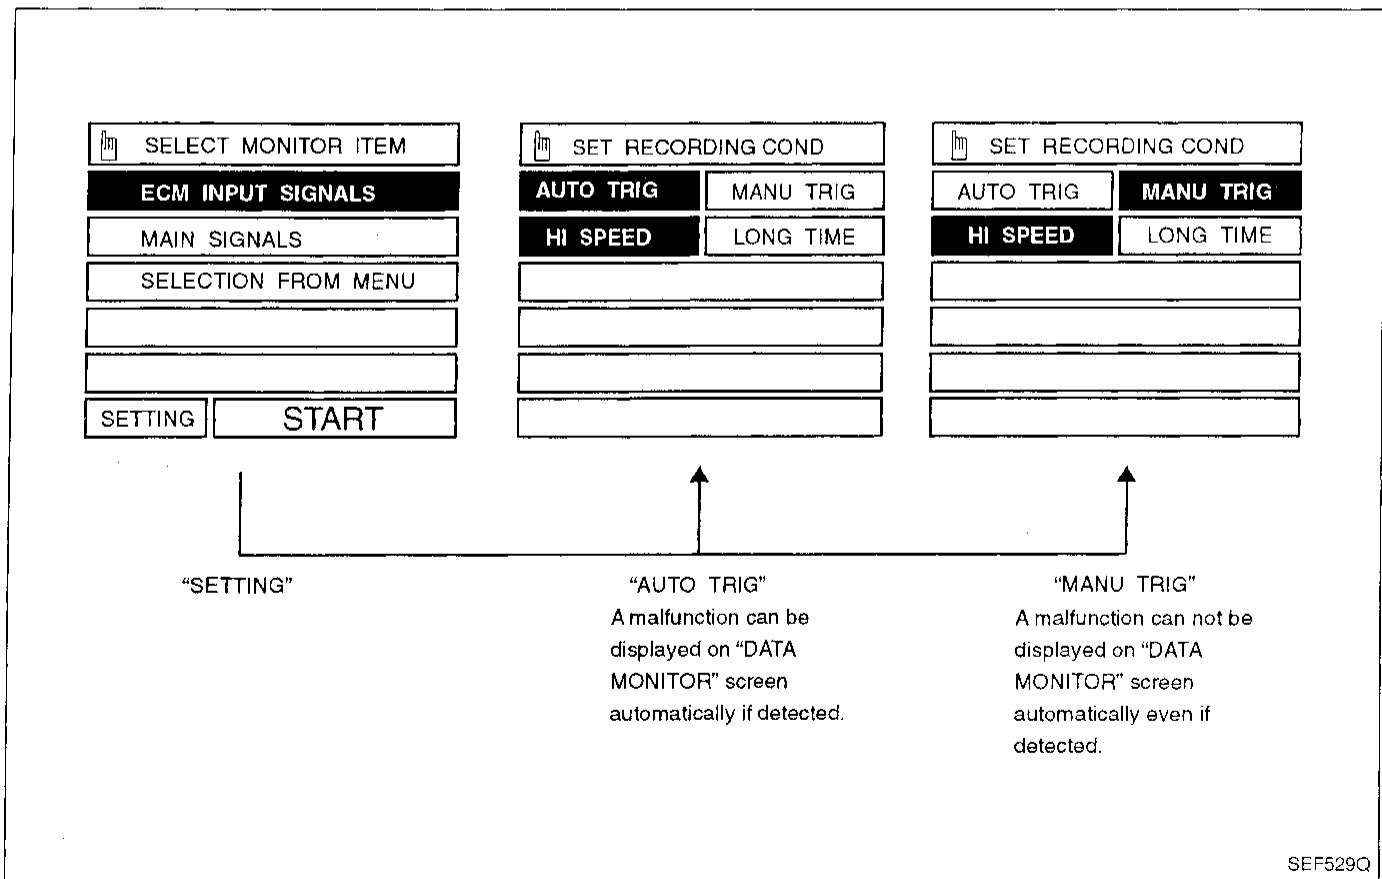 SELECT MONITOR ITEM
ECM INPUT SIGNALS
MAIN SIGNALS
SELECTION FROM MENU
SETTING
START
SET RECORDING COND
AUTO TRIG
MANU TRIG
HI SPEED
LONG TIME
SET RECORDING COND
AUTO TRIG
MANU TRIG
HI SPEED
LONG TIME
“SETTING”
“AUTO TRIG”
A malfunction can be
displayed on “DATA
MONITOR” screen
automatically if detected.
“MANU TRIG”
A malfunction can not be
displayed on “DATA
MONITOR” screen
automatically even if
detected.
SEF529Q